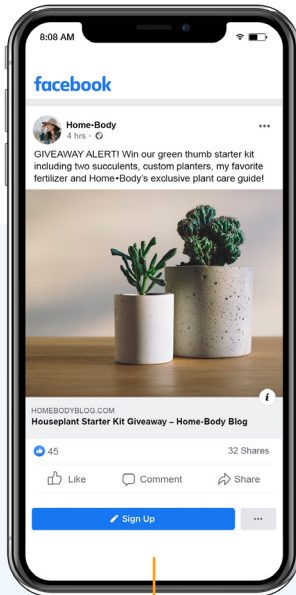 8:08 AM
facebook
Home•Body
4 hrs •
GIVEAWAY ALERT! Win our green thumb starter kit
including two succulents, custom planters, my favorite
fertilizer and Home•Body's exclusive plant care guide!
i
HOMEBODYBLOG.COM
Houseplant Starter Kit Giveaway – Home-Body Blog
45
32 Shares
Like
Comment
Share
Sign Up